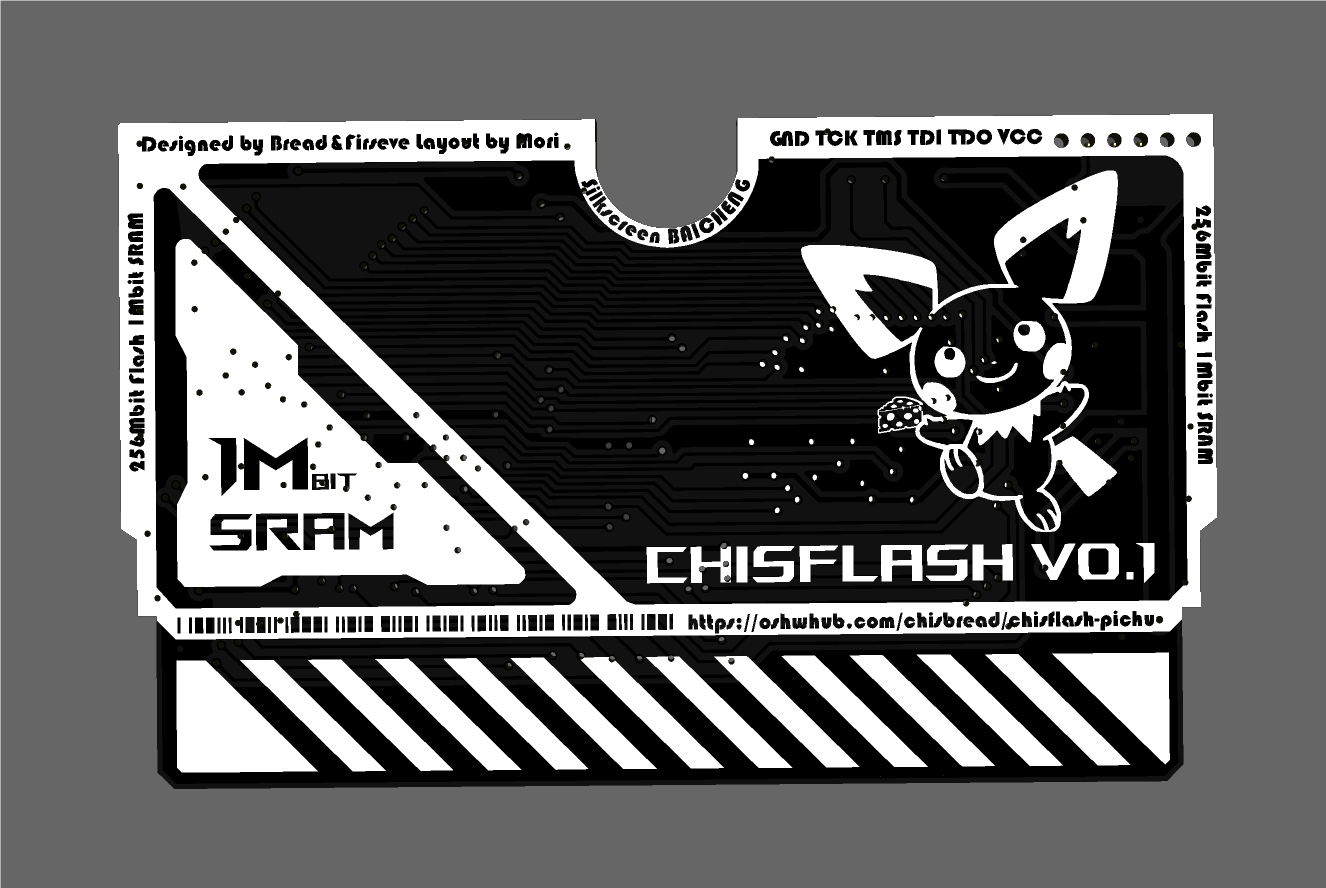 Designed by Bread & Firseve Layout by Mori
GND TCK TMS TDI TDO VCC
Silkscreen BAICHENG
256Mbit Flash 1Mbit SRAM
256Mbit Flash 1Mbit SRAM
1M BIT
SRAM
CHISFLASH V0.1
https://oshwhub.com/chisbread/chisflash-pichu